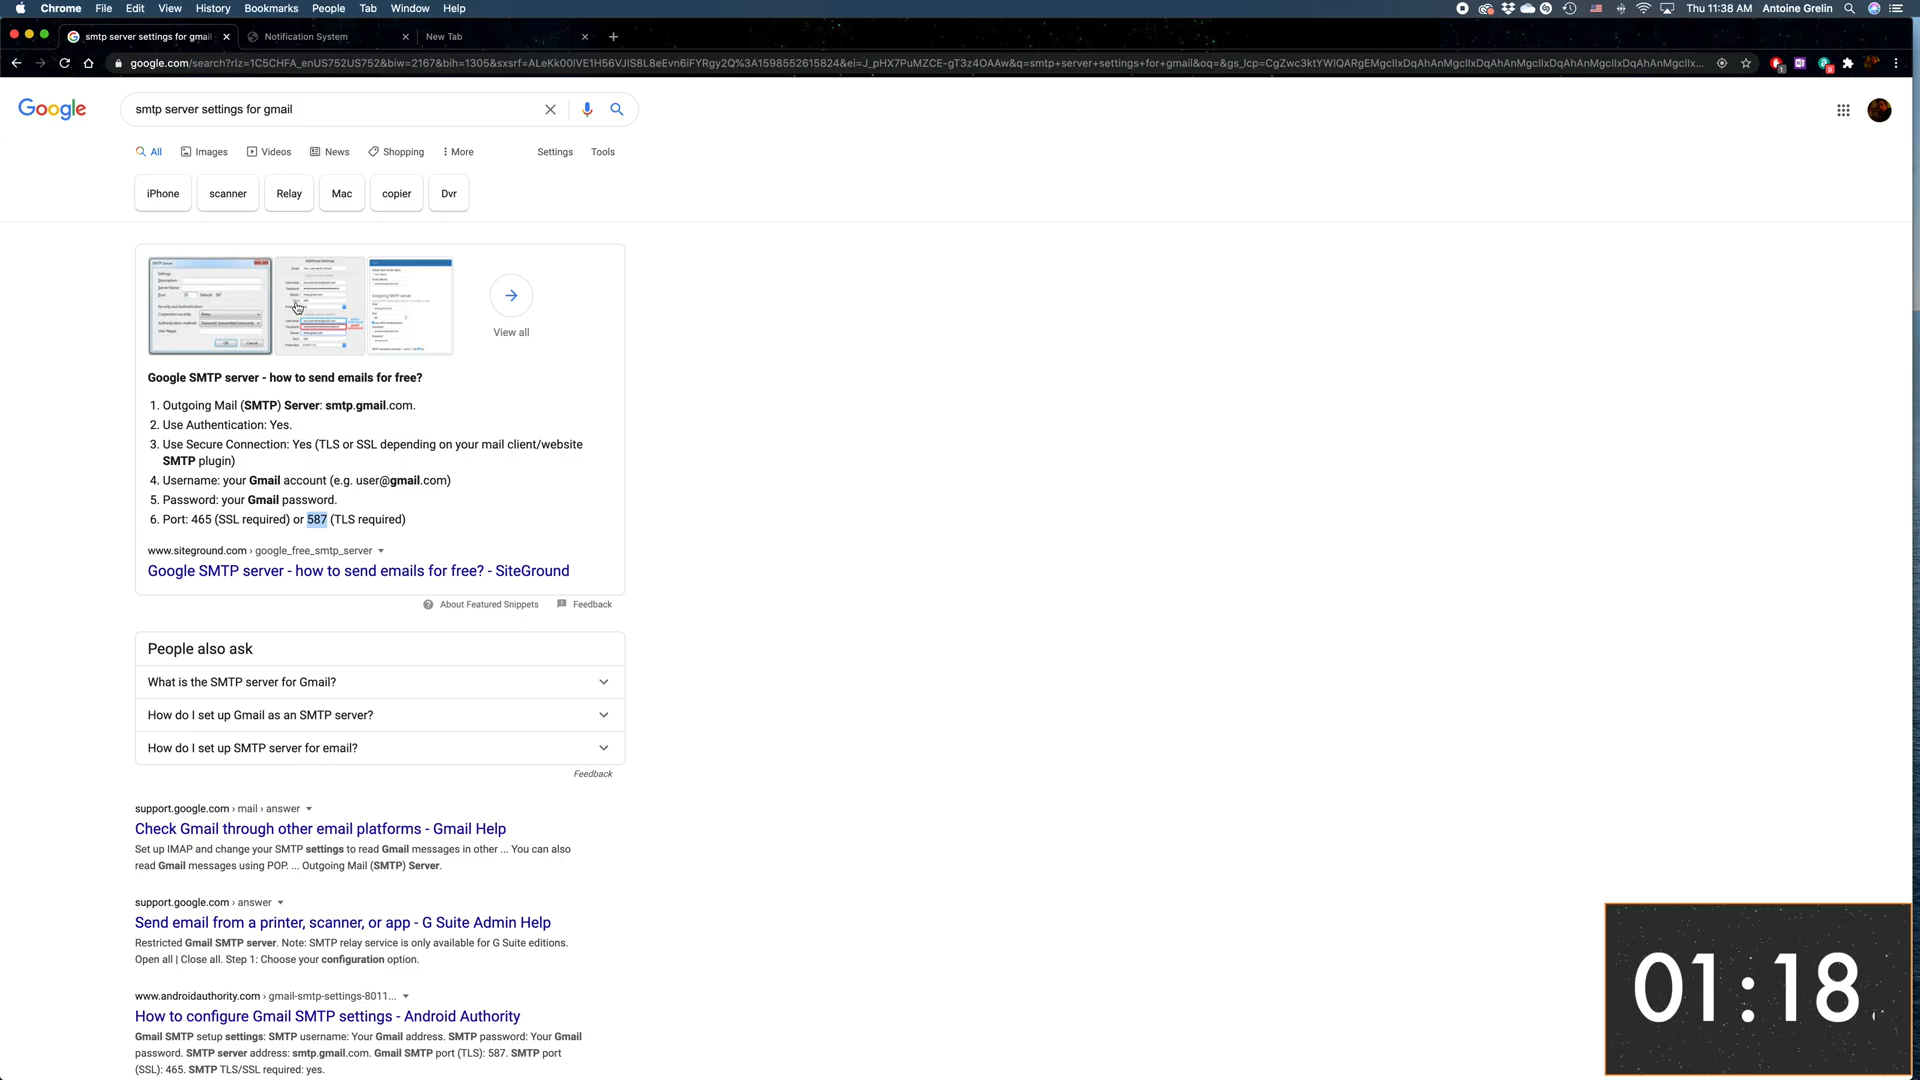 Chrome File Edit View History Bookmarks People Tab Window Help Thu 11:38 AM Antoine Grelin
smtp server settings for gmail Notification System New Tab
google.com/search?rlz=1C5CHFA_enUS752US752&biw=2167&bih=1305&sxsrf=ALeKk00IVE1H56VJIS8L8eEvn6iFYRgy2Q%3A1598552615824&ei=J_pHX7PuMZCE-gT3z4OAAw&q=smtp+server+settings+for+gmail&oq=&gs_lcp=CgZwc3ktYWIQARgEMgcIIxDqAhAnMgcIIxDqAhAnMgcIIxDqAhAnMgcIIxDqAhAnMgcIIxDqAhAnMgcIIxDqAhAnMgcIIxDqAhAnMgcIIxD...
Google smtp server settings for gmail
All Images Videos News Shopping More Settings Tools
iPhone scanner Relay Mac copier Dvr
View all
Google SMTP server - how to send emails for free?
1. Outgoing Mail (SMTP) Server: smtp.gmail.com.
2. Use Authentication: Yes.
3. Use Secure Connection: Yes (TLS or SSL depending on your mail client/website
SMTP plugin)
4. Username: your Gmail account (e.g. user@gmail.com)
5. Password: your Gmail password.
6. Port: 465 (SSL required) or 587 (TLS required)
www.siteground.com › google_free_smtp_server
Google SMTP server - how to send emails for free? - SiteGround
About Featured Snippets Feedback
People also ask
What is the SMTP server for Gmail?
How do I set up Gmail as an SMTP server?
How do I set up SMTP server for email?
Feedback
support.google.com › mail › answer
Check Gmail through other email platforms - Gmail Help
Set up IMAP and change your SMTP settings to read Gmail messages in other ... You can also
read Gmail messages using POP. ... Outgoing Mail (SMTP) Server.
support.google.com › answer
Send email from a printer, scanner, or app - G Suite Admin Help
Restricted Gmail SMTP server. Note: SMTP relay service is only available for G Suite editions.
Open all | Close all. Step 1: Choose your configuration option.
www.androidauthority.com › gmail-smtp-settings-8011...
How to configure Gmail SMTP settings - Android Authority
Gmail SMTP setup settings: SMTP username: Your Gmail address. SMTP password: Your Gmail
password. SMTP server address: smtp.gmail.com. Gmail SMTP port (TLS): 587. SMTP port
(SSL): 465. SMTP TLS/SSL required: yes.
01:18